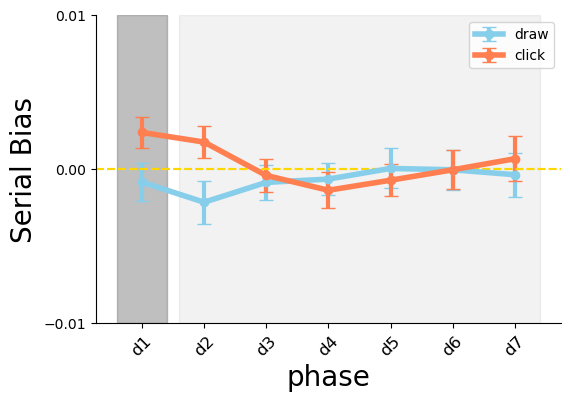 0.01
draw
click
Serial Bias
0.00
−0.01
d1
d2
d3
d4
d5
d6
d7
phase